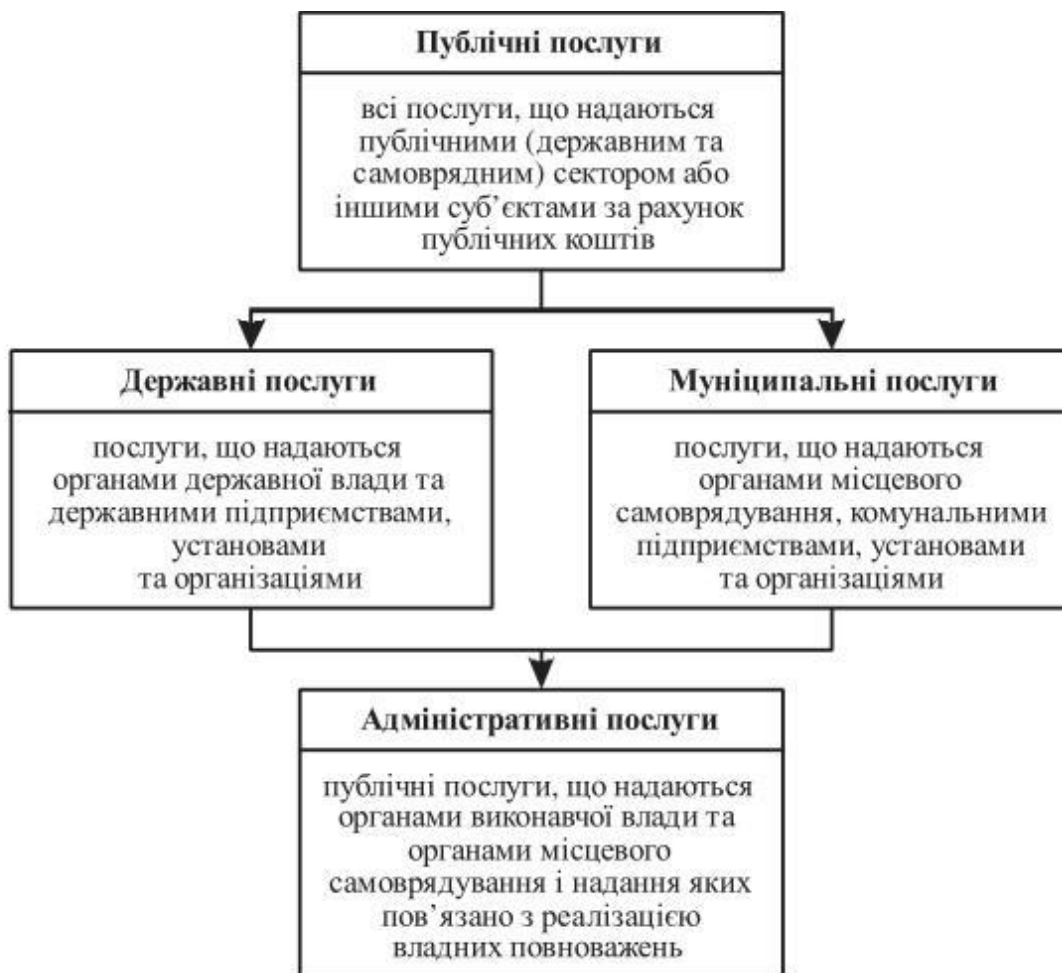 Публічні послуги
всі послуги, що надаються
публічними (державним та
самоврядним) сектором або
іншими суб’єктами за рахунок
публічних коштів
Державні послуги
послуги, що надаються
органами державної влади та
державними підприємствами,
установами
та організаціями
Муніципальні послуги
послуги, що надаються
органами місцевого
самоврядування, комунальними
підприємствами, установами
та організаціями
Адміністративні послуги
публічні послуги, що надаються
органами виконавчої влади та
органами місцевого
самоврядування і надання яких
пов’язано з реалізацією
владних повноважень